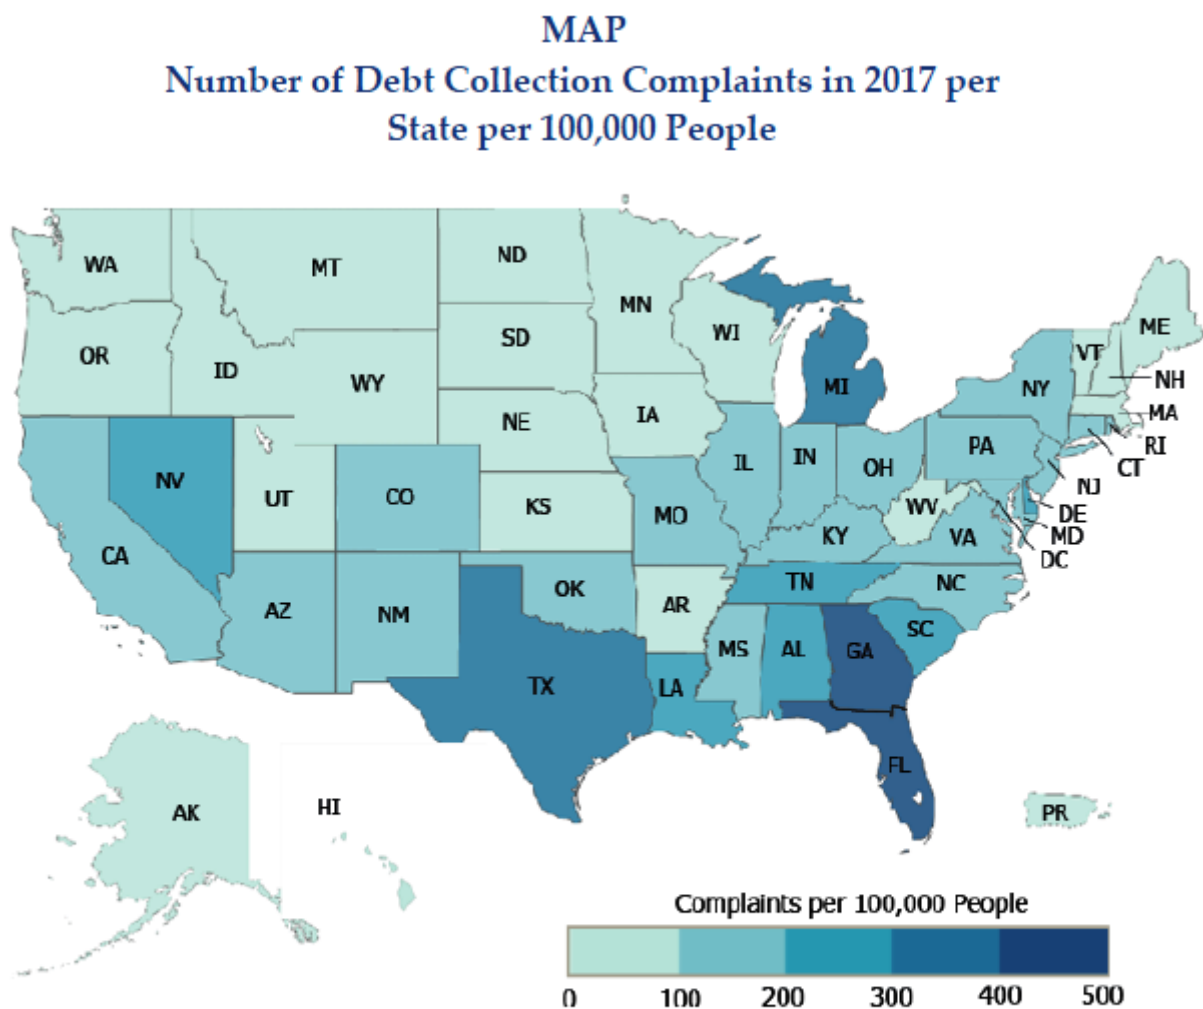 MAP
Number of Debt Collection Complaints in 2017 per
State per 100,000 People
WA
MT
ND
MN
WI
ME
VT
OR
ID
SD
WY
MI
NY
NH
IA
MA
NE
PA
RI
IL
IN
OH
CT
NV
UT
CO
KS
MO
NJ
WV
DE
CA
KY
VA
MD
DC
TN
NC
OK
AZ
NM
AR
SC
MS
AL
GA
TX
LA
FL
AK
HI
PR
Complaints per 100,000 People
0 100 200 300 400 500